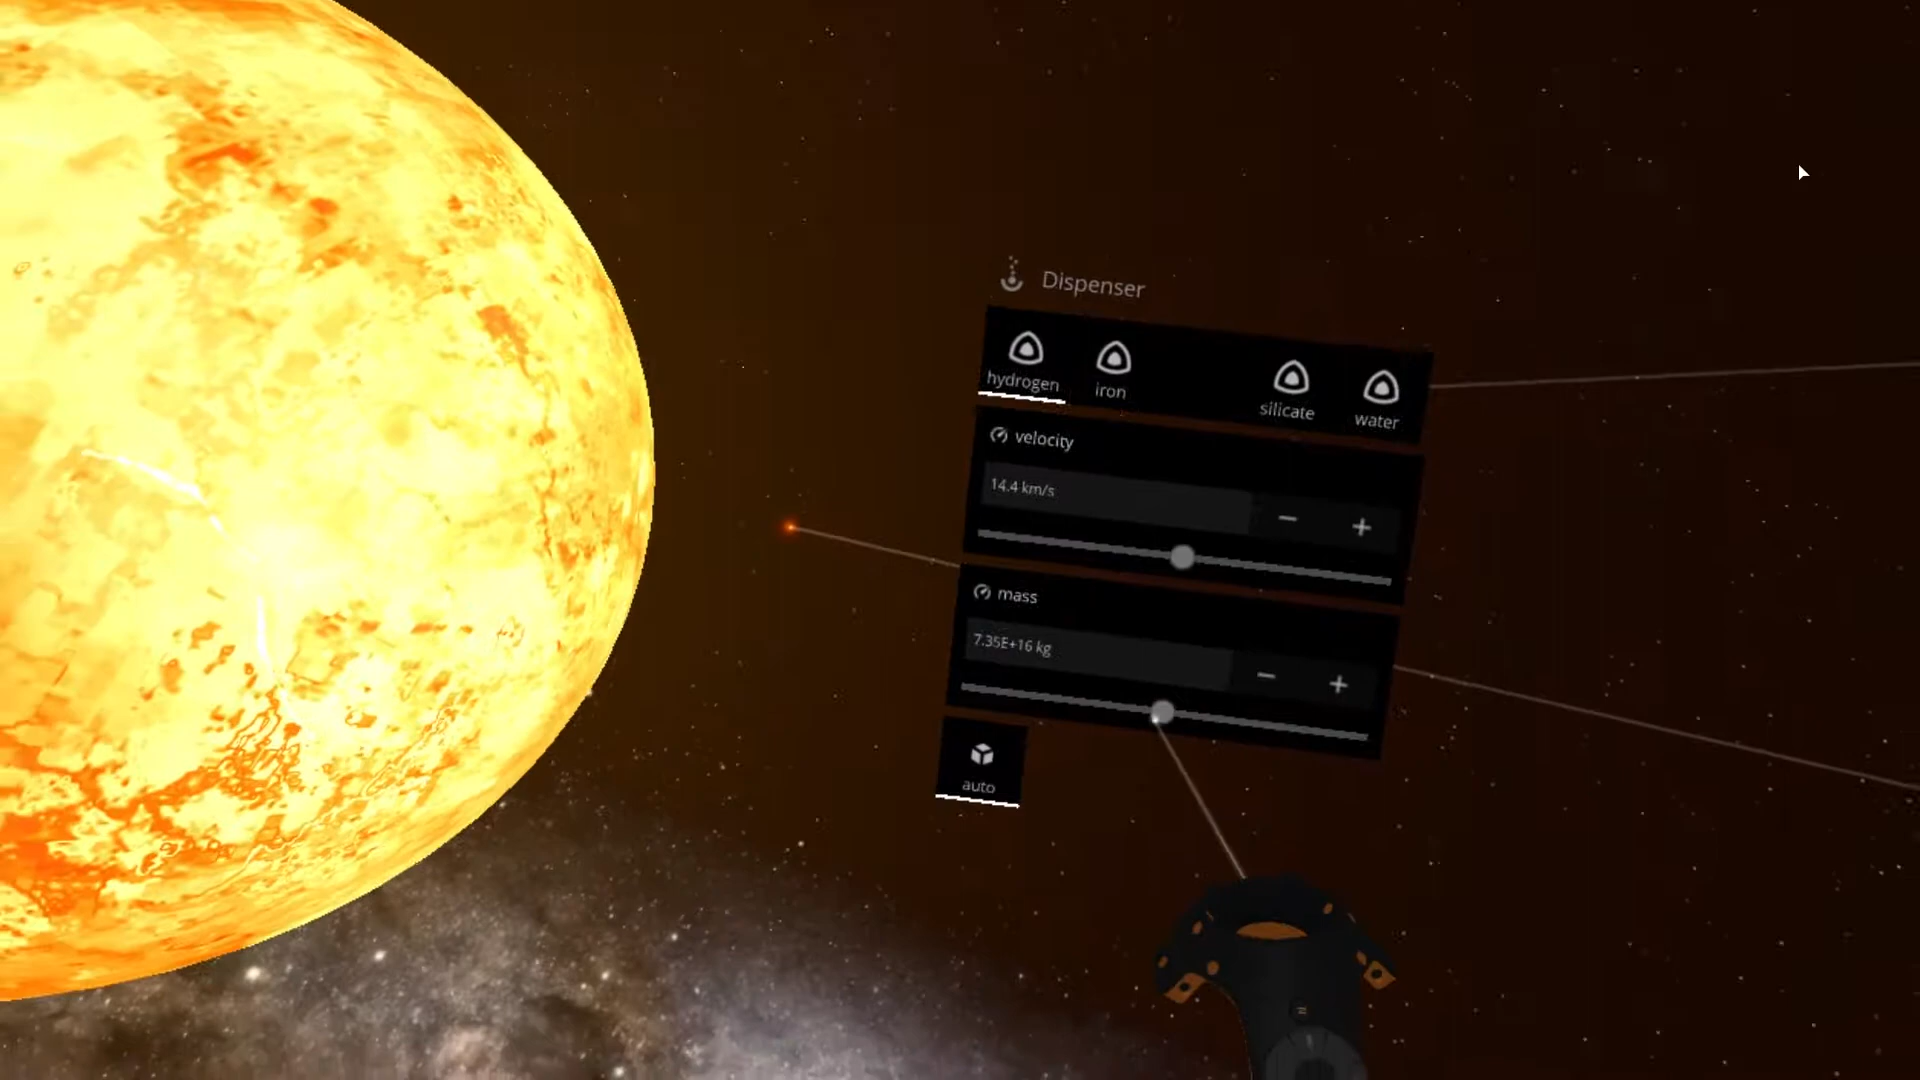 Dispenser
hydrogen
iron
silicate
water
velocity
14.4 km/s
− +
mass
7.35E+16 kg
− +
auto